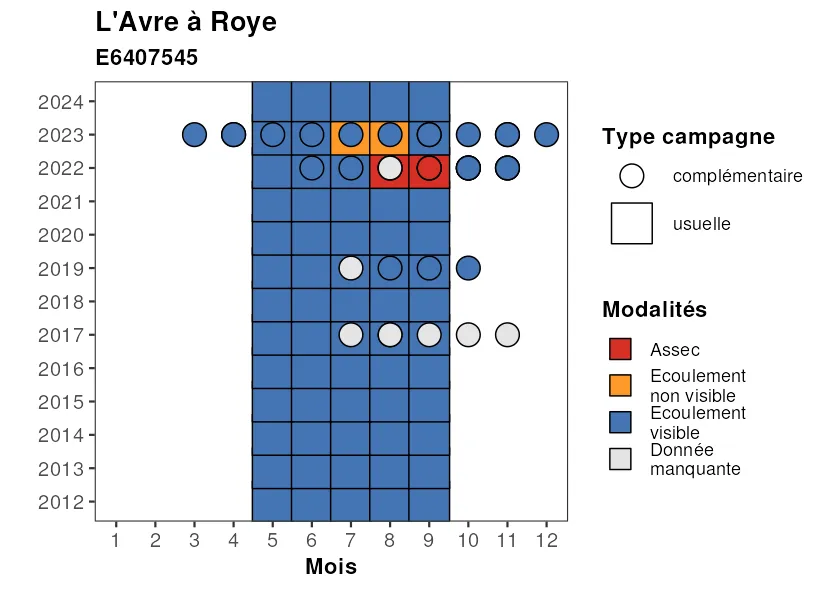 L'Avre à Roye
E6407545
2024
2023
2022
2021
2020
2019
2018
2017
2016
2015
2014
2013
2012
1 2 3 4 5 6 7 8 9 10 11 12
Mois
Type campagne
complémentaire
usuelle
Modalités
Assec
Ecoulement
non visible
Ecoulement
visible
Donnée
manquante